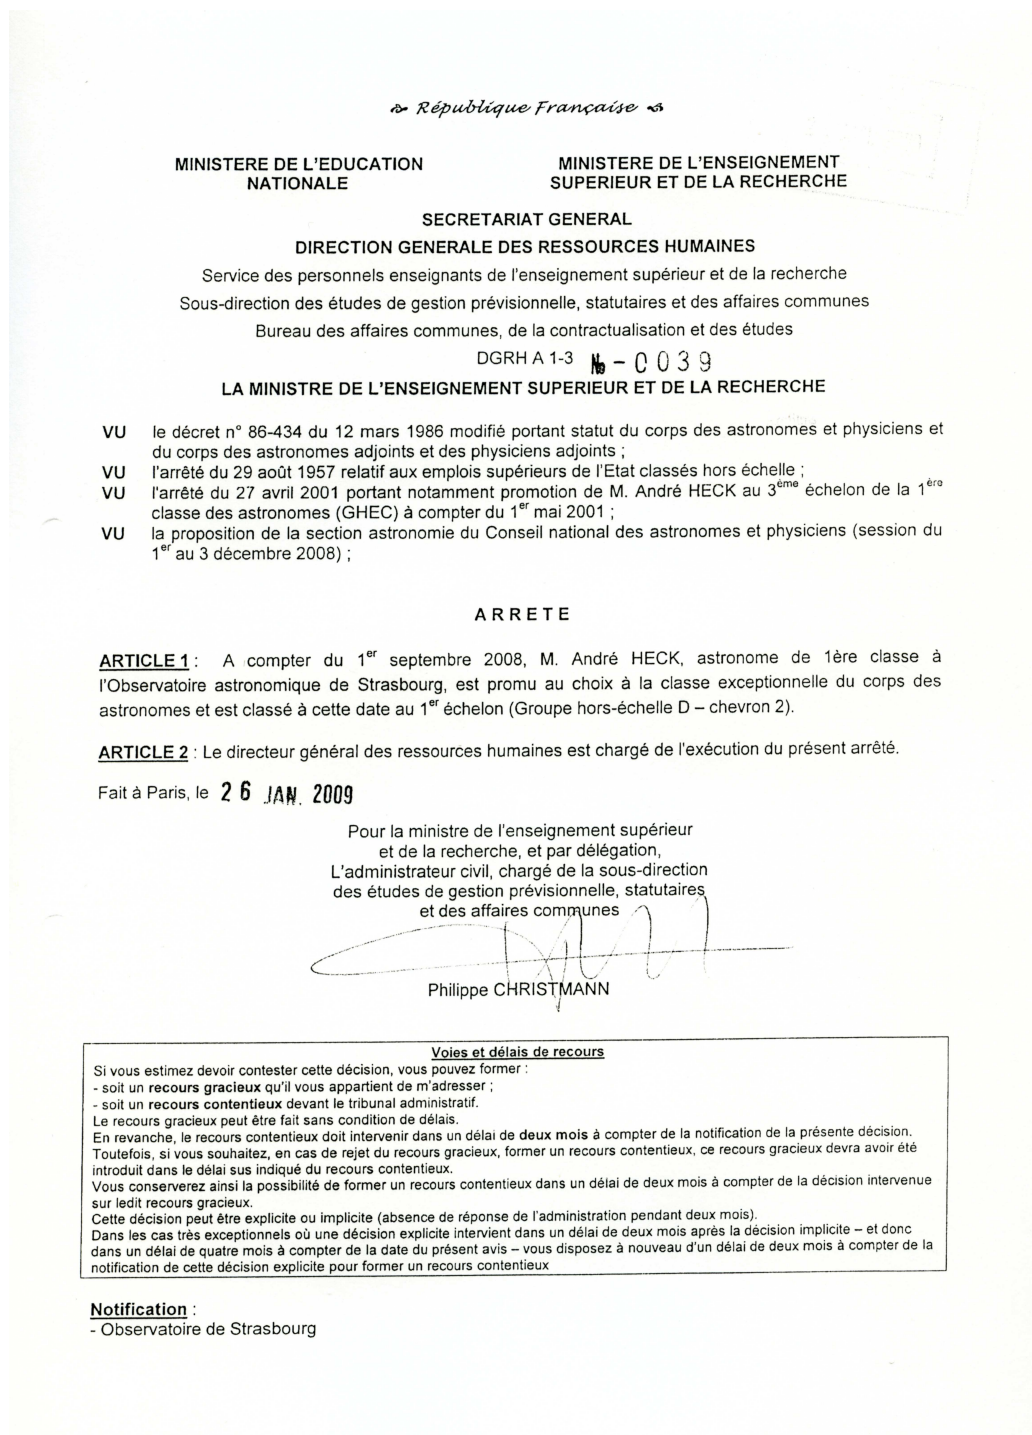 République Française
MINISTERE DE L'EDUCATION
NATIONALE
MINISTERE DE L'ENSEIGNEMENT
SUPERIEUR ET DE LA RECHERCHE
SECRETARIAT GENERAL
DIRECTION GENERALE DES RESSOURCES HUMAINES
Service des personnels enseignants de l'enseignement supérieur et de la recherche
Sous-direction des études de gestion prévisionnelle, statutaires et des affaires communes
Bureau des affaires communes, de la contractualisation et des études
DGRH A 1-3 № - 0039
LA MINISTRE DE L'ENSEIGNEMENT SUPERIEUR ET DE LA RECHERCHE
VU le décret n° 86-434 du 12 mars 1986 modifié portant statut du corps des astronomes et physiciens et
du corps des astronomes adjoints et des physiciens adjoints ;
VU l'arrêté du 29 août 1957 relatif aux emplois supérieurs de l'Etat classés hors échelle ;
VU l'arrêté du 27 avril 2001 portant notamment promotion de M. André HECK au 3ème échelon de la 1ère
classe des astronomes (GHEC) à compter du 1er mai 2001 ;
VU la proposition de la section astronomie du Conseil national des astronomes et physiciens (session du
1er au 3 décembre 2008) ;
ARRETE
ARTICLE 1 : A compter du 1er septembre 2008, M. André HECK, astronome de 1ère classe à
l'Observatoire astronomique de Strasbourg, est promu au choix à la classe exceptionnelle du corps des
astronomes et est classé à cette date au 1er échelon (Groupe hors-échelle D – chevron 2).
ARTICLE 2 : Le directeur général des ressources humaines est chargé de l'exécution du présent arrêté.
Fait à Paris, le 26 JAN. 2009
Pour la ministre de l'enseignement supérieur
et de la recherche, et par délégation,
L'administrateur civil, chargé de la sous-direction
des études de gestion prévisionnelle, statutaires
et des affaires communes
Philippe CHRISTMANN
Voies et délais de recours
Si vous estimez devoir contester cette décision, vous pouvez former :
- soit un recours gracieux qu'il vous appartient de m'adresser ;
- soit un recours contentieux devant le tribunal administratif.
Le recours gracieux peut être fait sans condition de délais.
En revanche, le recours contentieux doit intervenir dans un délai de deux mois à compter de la notification de la présente décision.
Toutefois, si vous souhaitez, en cas de rejet du recours gracieux, former un recours contentieux, ce recours gracieux devra avoir été
introduit dans le délai sus indiqué du recours contentieux.
Vous conserverez ainsi la possibilité de former un recours contentieux dans un délai de deux mois à compter de la décision intervenue
sur ledit recours gracieux.
Cette décision peut être explicite ou implicite (absence de réponse de l'administration pendant deux mois).
Dans les cas très exceptionnels où une décision explicite intervient dans un délai de deux mois après la décision implicite – et donc
dans un délai de quatre mois à compter de la date du présent avis – vous disposez à nouveau d'un délai de deux mois à compter de la
notification de cette décision explicite pour former un recours contentieux
Notification :
- Observatoire de Strasbourg